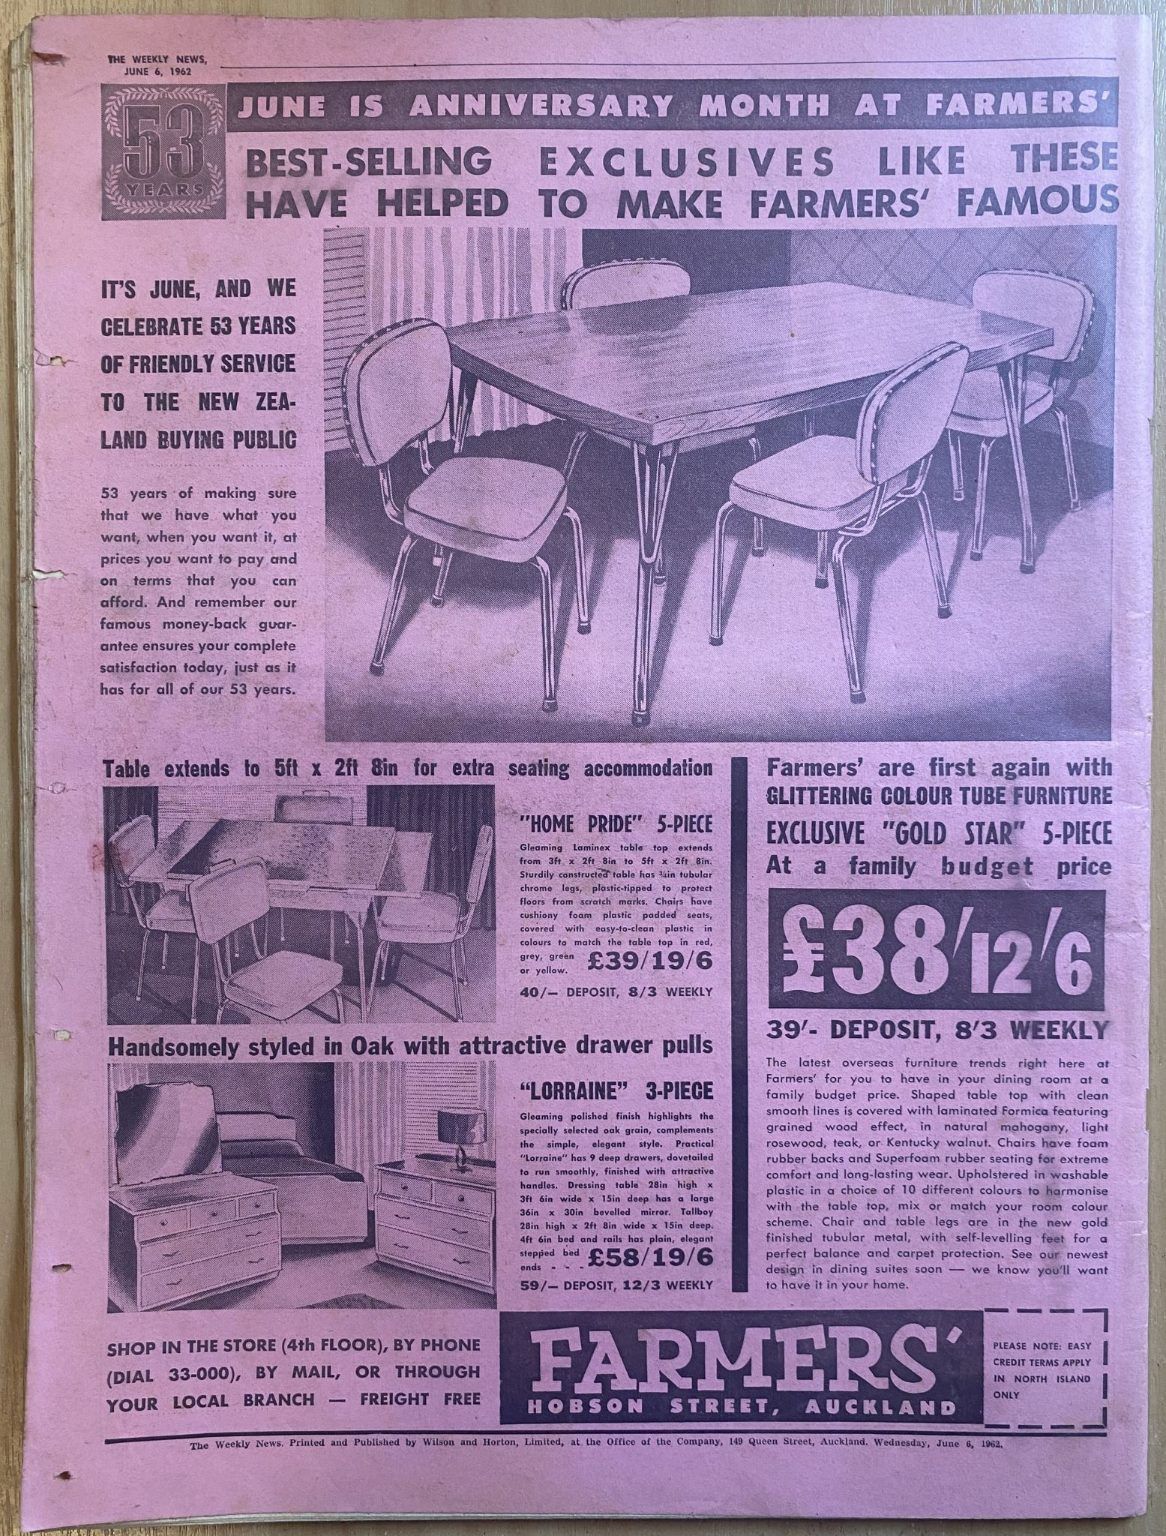 THE WEEKLY NEWS,
JUNE 6, 1962
53
YEARS
JUNE IS ANNIVERSARY MONTH AT FARMERS'
BEST-SELLING EXCLUSIVES LIKE THESE
HAVE HELPED TO MAKE FARMERS' FAMOUS
IT'S JUNE, AND WE
CELEBRATE 53 YEARS
OF FRIENDLY SERVICE
TO THE NEW ZEA-
LAND BUYING PUBLIC
53 years of making sure
that we have what you
want, when you want it, at
prices you want to pay and
on terms that you can
afford. And remember our
famous money-back guar-
antee ensures your complete
satisfaction today, just as it
has for all of our 53 years.
Table extends to 5ft x 2ft 8in for extra seating accommodation
"HOME PRIDE" 5-PIECE
Gleaming Laminex table top extends
from 3ft x 2ft 8in to 5ft x 2ft 8in.
Sturdily constructed table has ¾in tubular
chrome legs, plastic-tipped to protect
floors from scratch marks. Chairs have
cushiony foam plastic padded seats,
covered with easy-to-clean plastic in
colours to match the table top in red,
grey, green
or yellow. £39/19/6
40/— DEPOSIT, 8/3 WEEKLY
Handsomely styled in Oak with attractive drawer pulls
"LORRAINE" 3-PIECE
Gleaming polished finish highlights the
specially selected oak grain, complements
the simple, elegant style. Practical
"Lorraine" has 9 deep drawers, dovetailed
to run smoothly, finished with attractive
handles. Dressing table 28in high x
3ft 6in wide x 15in deep has a large
36in x 30in bevelled mirror. Tallboy
28in high x 2ft 8in wide x 15in deep.
4ft 6in bed and rails has plain, elegant
stepped bed
ends - - - £58/19/6
59/— DEPOSIT, 12/3 WEEKLY
Farmers' are first again with
GLITTERING COLOUR TUBE FURNITURE
EXCLUSIVE "GOLD STAR" 5-PIECE
At a family budget price
£38/12/6
39/- DEPOSIT, 8/3 WEEKLY
The latest overseas furniture trends right here at
Farmers' for you to have in your dining room at a
family budget price. Shaped table top with clean
smooth lines is covered with laminated Formica featuring
grained wood effect, in natural mahogany, light
rosewood, teak, or Kentucky walnut. Chairs have foam
rubber backs and Superfoam rubber seating for extreme
comfort and long-lasting wear. Upholstered in washable
plastic in a choice of 10 different colours to harmonise
with the table top, mix or match your room colour
scheme. Chair and table legs are in the new gold
finished tubular metal, with self-levelling feet for a
perfect balance and carpet protection. See our newest
design in dining suites soon — we know you'll want
to have it in your home.
SHOP IN THE STORE (4th FLOOR), BY PHONE
(DIAL 33-000), BY MAIL, OR THROUGH
YOUR LOCAL BRANCH — FREIGHT FREE
FARMERS'
HOBSON STREET, AUCKLAND
PLEASE NOTE: EASY
CREDIT TERMS APPLY
IN NORTH ISLAND
ONLY
The Weekly News. Printed and Published by Wilson and Horton, Limited, at the Office of the Company, 149 Queen Street, Auckland. Wednesday, June 6, 1962.